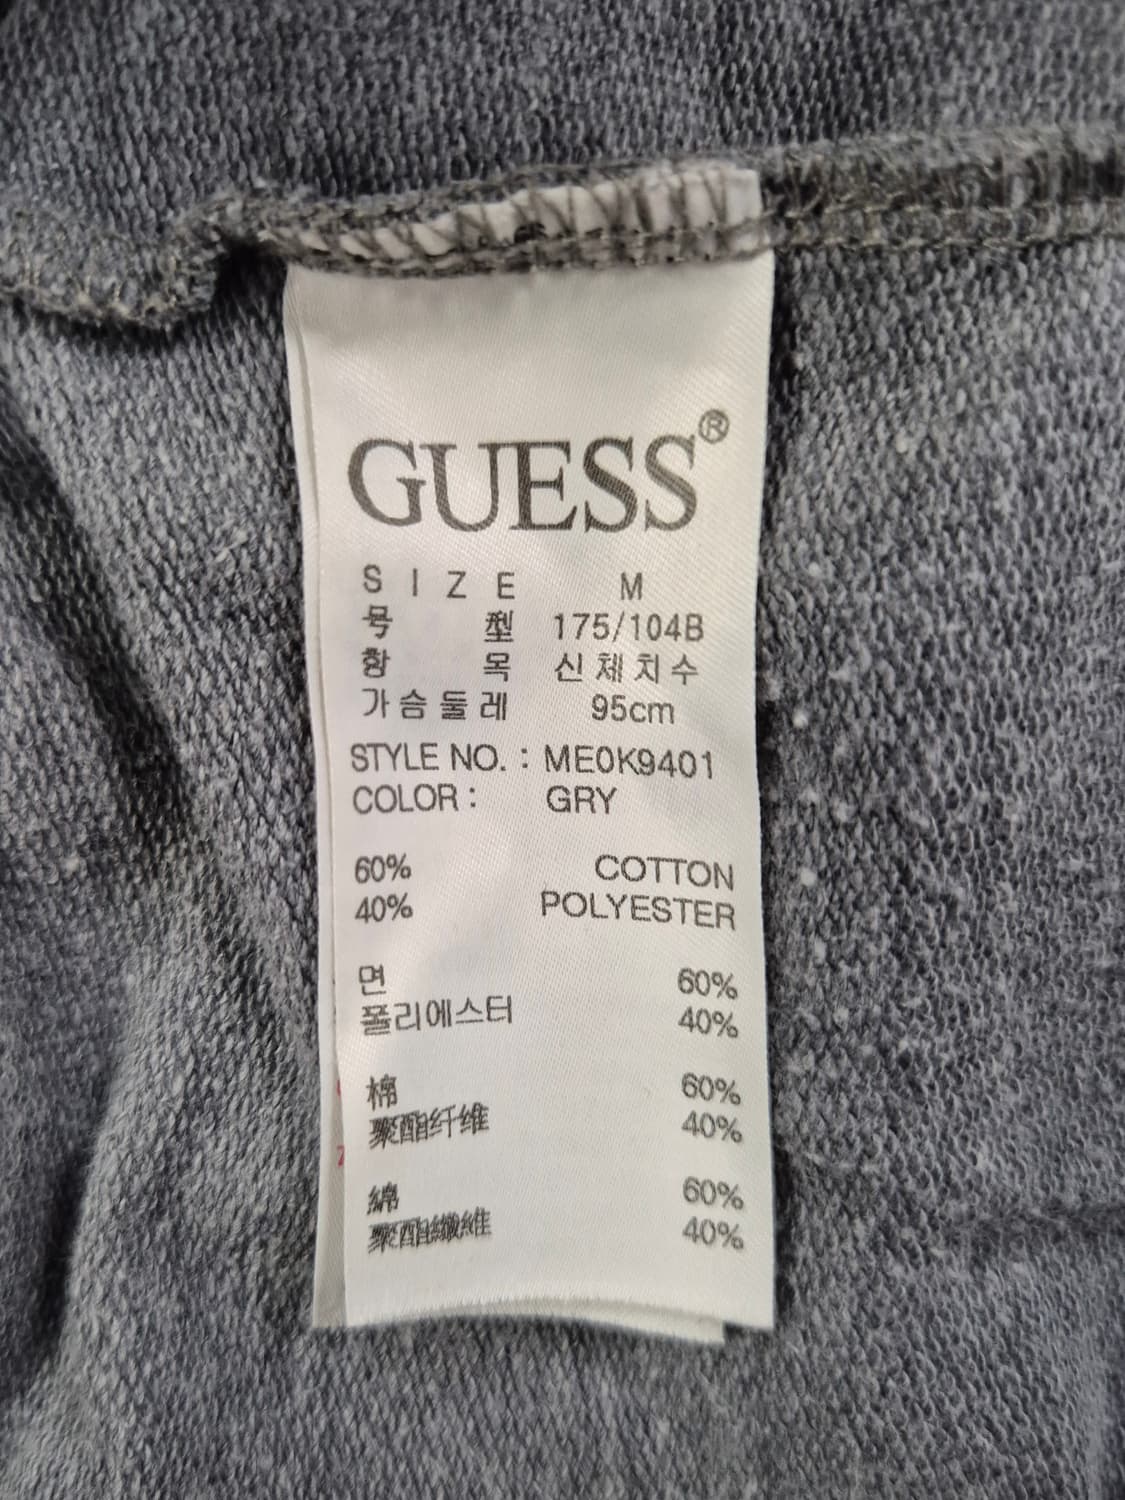 GUESS®
SIZE M
号型 175/104B
항목 신체치수
가슴둘레 95cm
STYLE NO. : ME0K9401
COLOR : GRY
60% COTTON
40% POLYESTER
면 60%
폴리에스터 40%
棉 60%
聚酯纤维 40%
綿 60%
聚酯纖維 40%